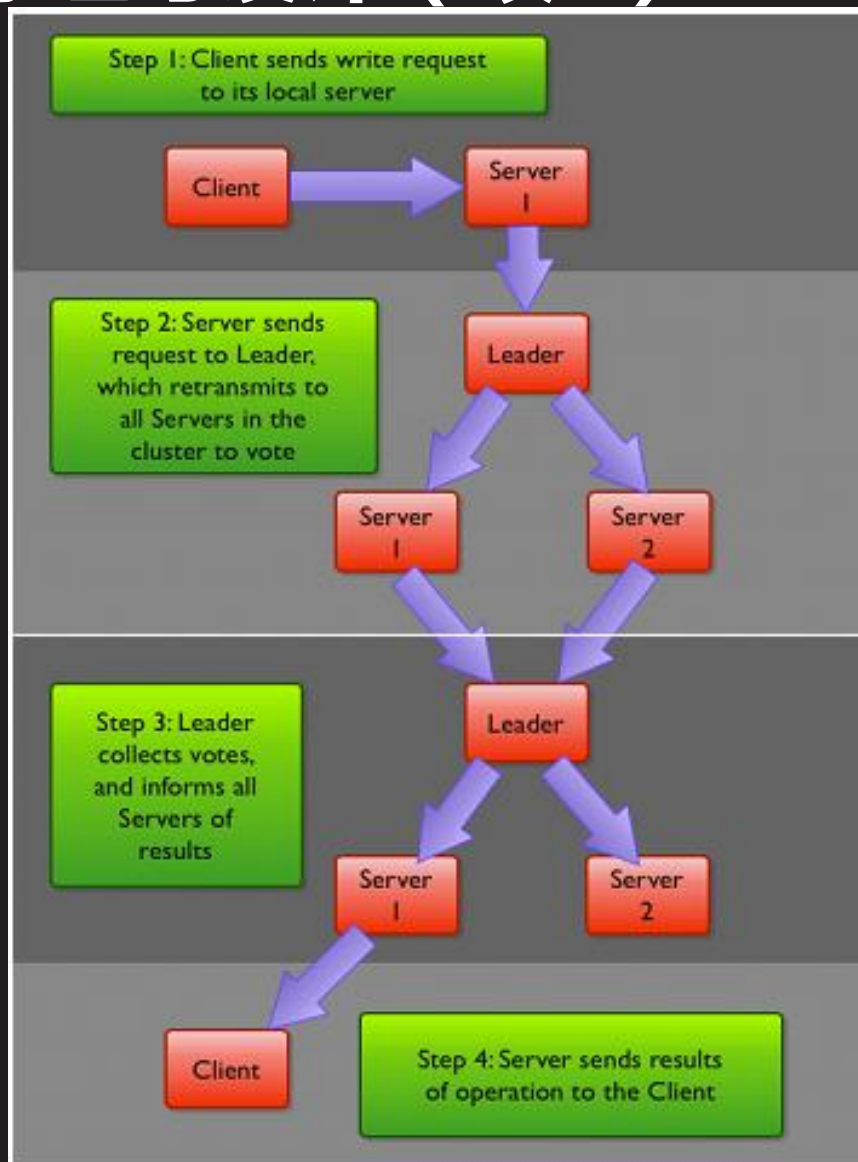 Step 1: Client sends write request
to its local server
Client
Server
1
Step 2: Server sends
request to Leader,
which retransmits to
all Servers in the
cluster to vote
Leader
Server
1
Server
2
Step 3: Leader
collects votes,
and informs all
Servers of
results
Leader
Server
1
Server
2
Client
Step 4: Server sends results
of operation to the Client